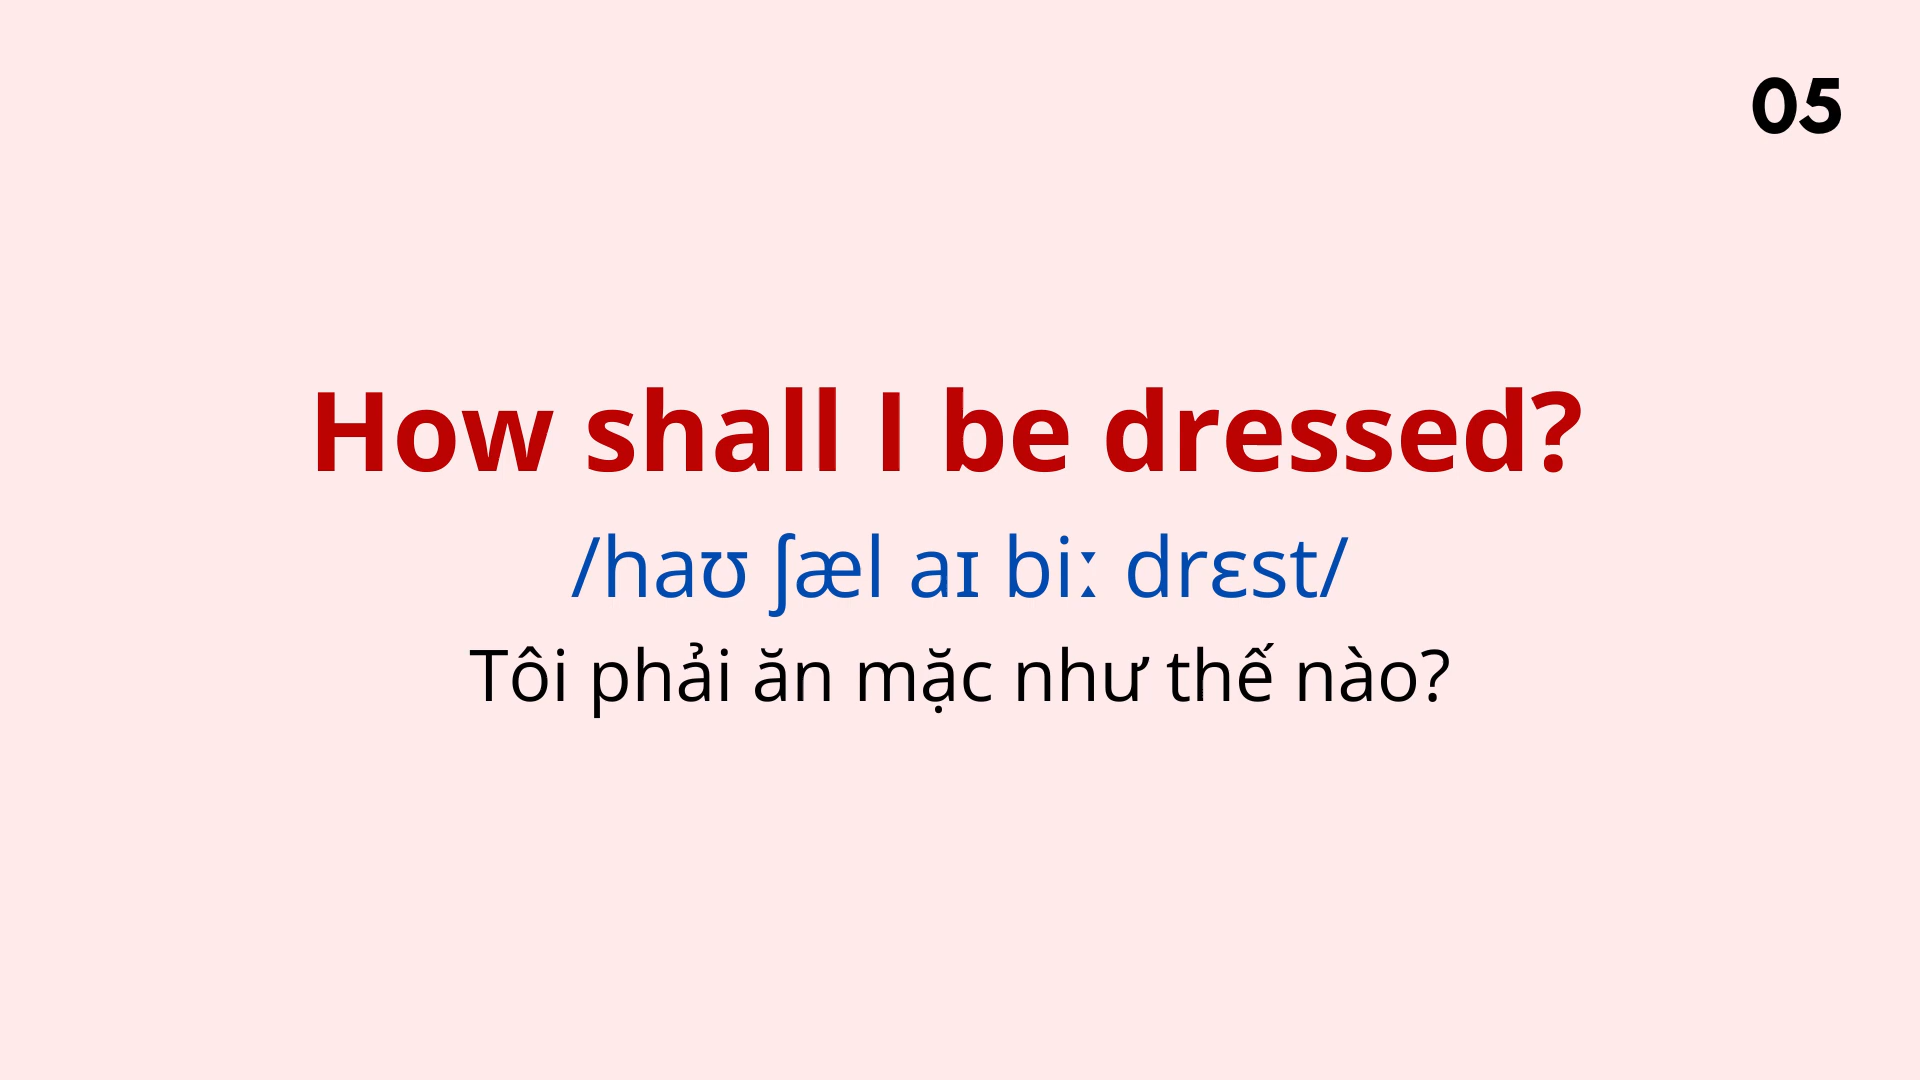 05
How shall I be dressed?
/haʊ ʃæl aɪ biː drɛst/
Tôi phải ăn mặc như thế nào?